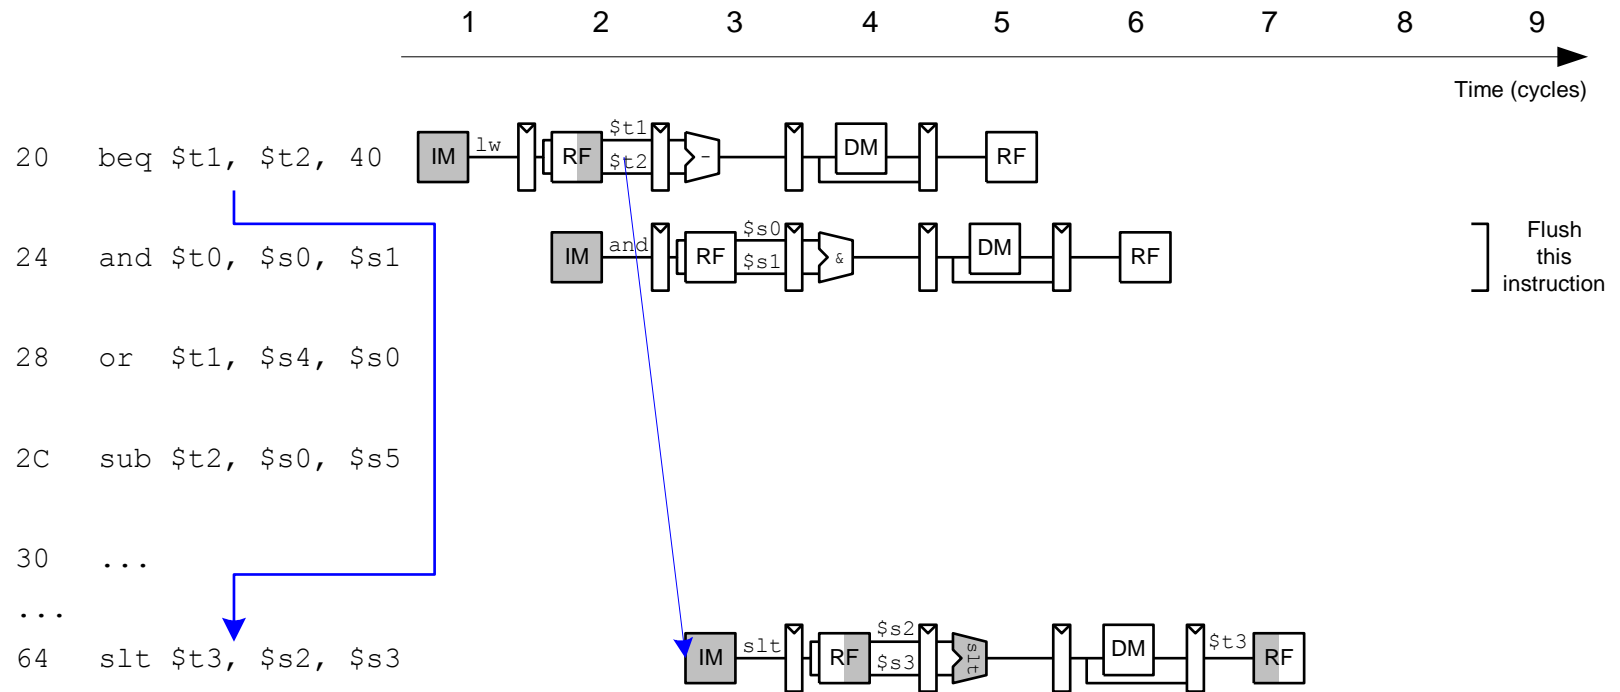 1 2 3 4 5 6 7 8 9
Time (cycles)
20 beq $t1, $t2, 40 IM lw RF $t1 $t2 - DM RF
24 and $t0, $s0, $s1 IM and RF $s0 $s1 & DM RF
Flush
this
instruction
28 or $t1, $s4, $s0
2C sub $t2, $s0, $s5
30 ...
...
64 slt $t3, $s2, $s3 IM slt RF $s2 $s3 slt DM $t3 RF